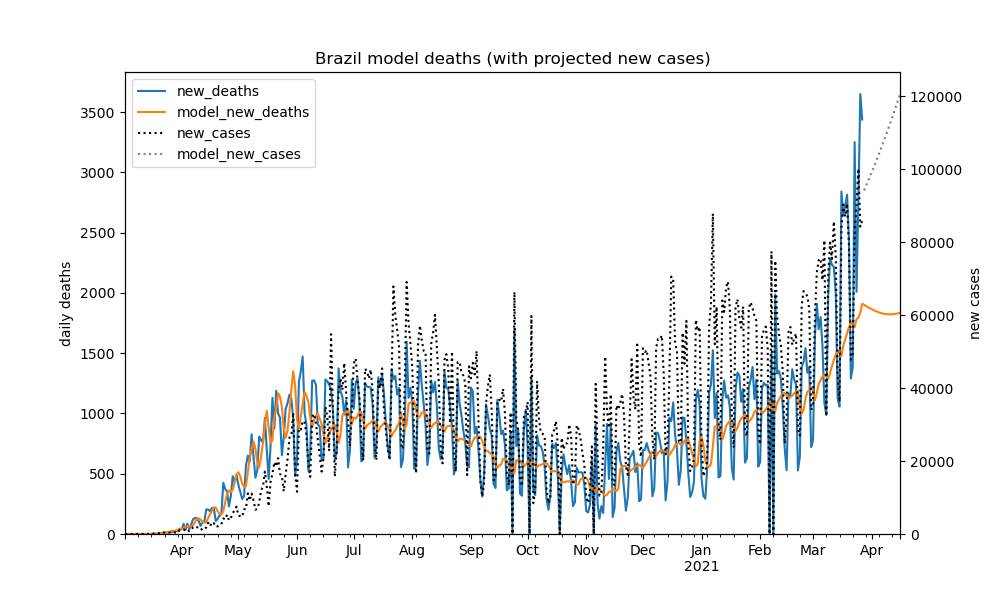 Brazil model deaths (with projected new cases)
new_deaths
model_new_deaths
new_cases
model_new_cases
daily deaths
3500
3000
2500
2000
1500
1000
500
0
new cases
120000
100000
80000
60000
40000
20000
0
Apr May Jun Jul Aug Sep Oct Nov Dec Jan Feb Mar Apr
2021